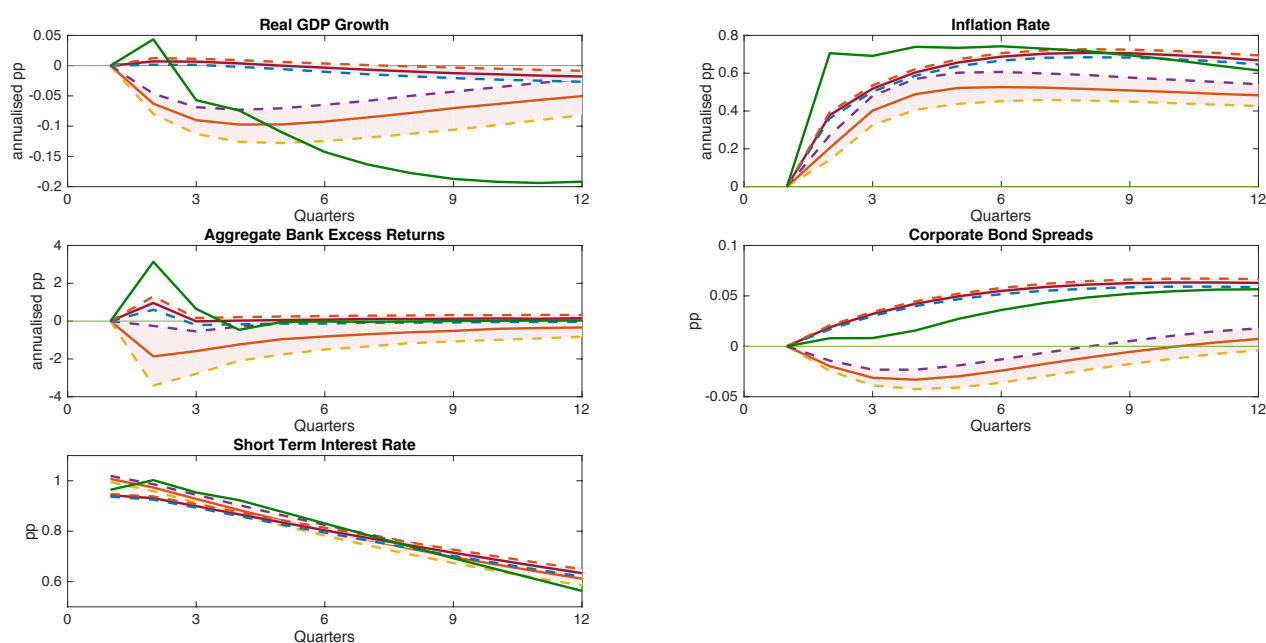 Real GDP Growth
0.05
0
-0.05
-0.1
-0.15
-0.2
annualised pp
0 3 6 9 12
Quarters
Inflation Rate
0.8
0.6
0.4
0.2
0
annualised pp
0 3 6 9 12
Quarters
Aggregate Bank Excess Returns
4
2
0
-2
-4
annualised pp
0 3 6 9 12
Quarters
Corporate Bond Spreads
0.1
0.05
0
-0.05
pp
0 3 6 9 12
Quarters
Short Term Interest Rate
1
0.8
0.6
pp
0 3 6 9 12
Quarters